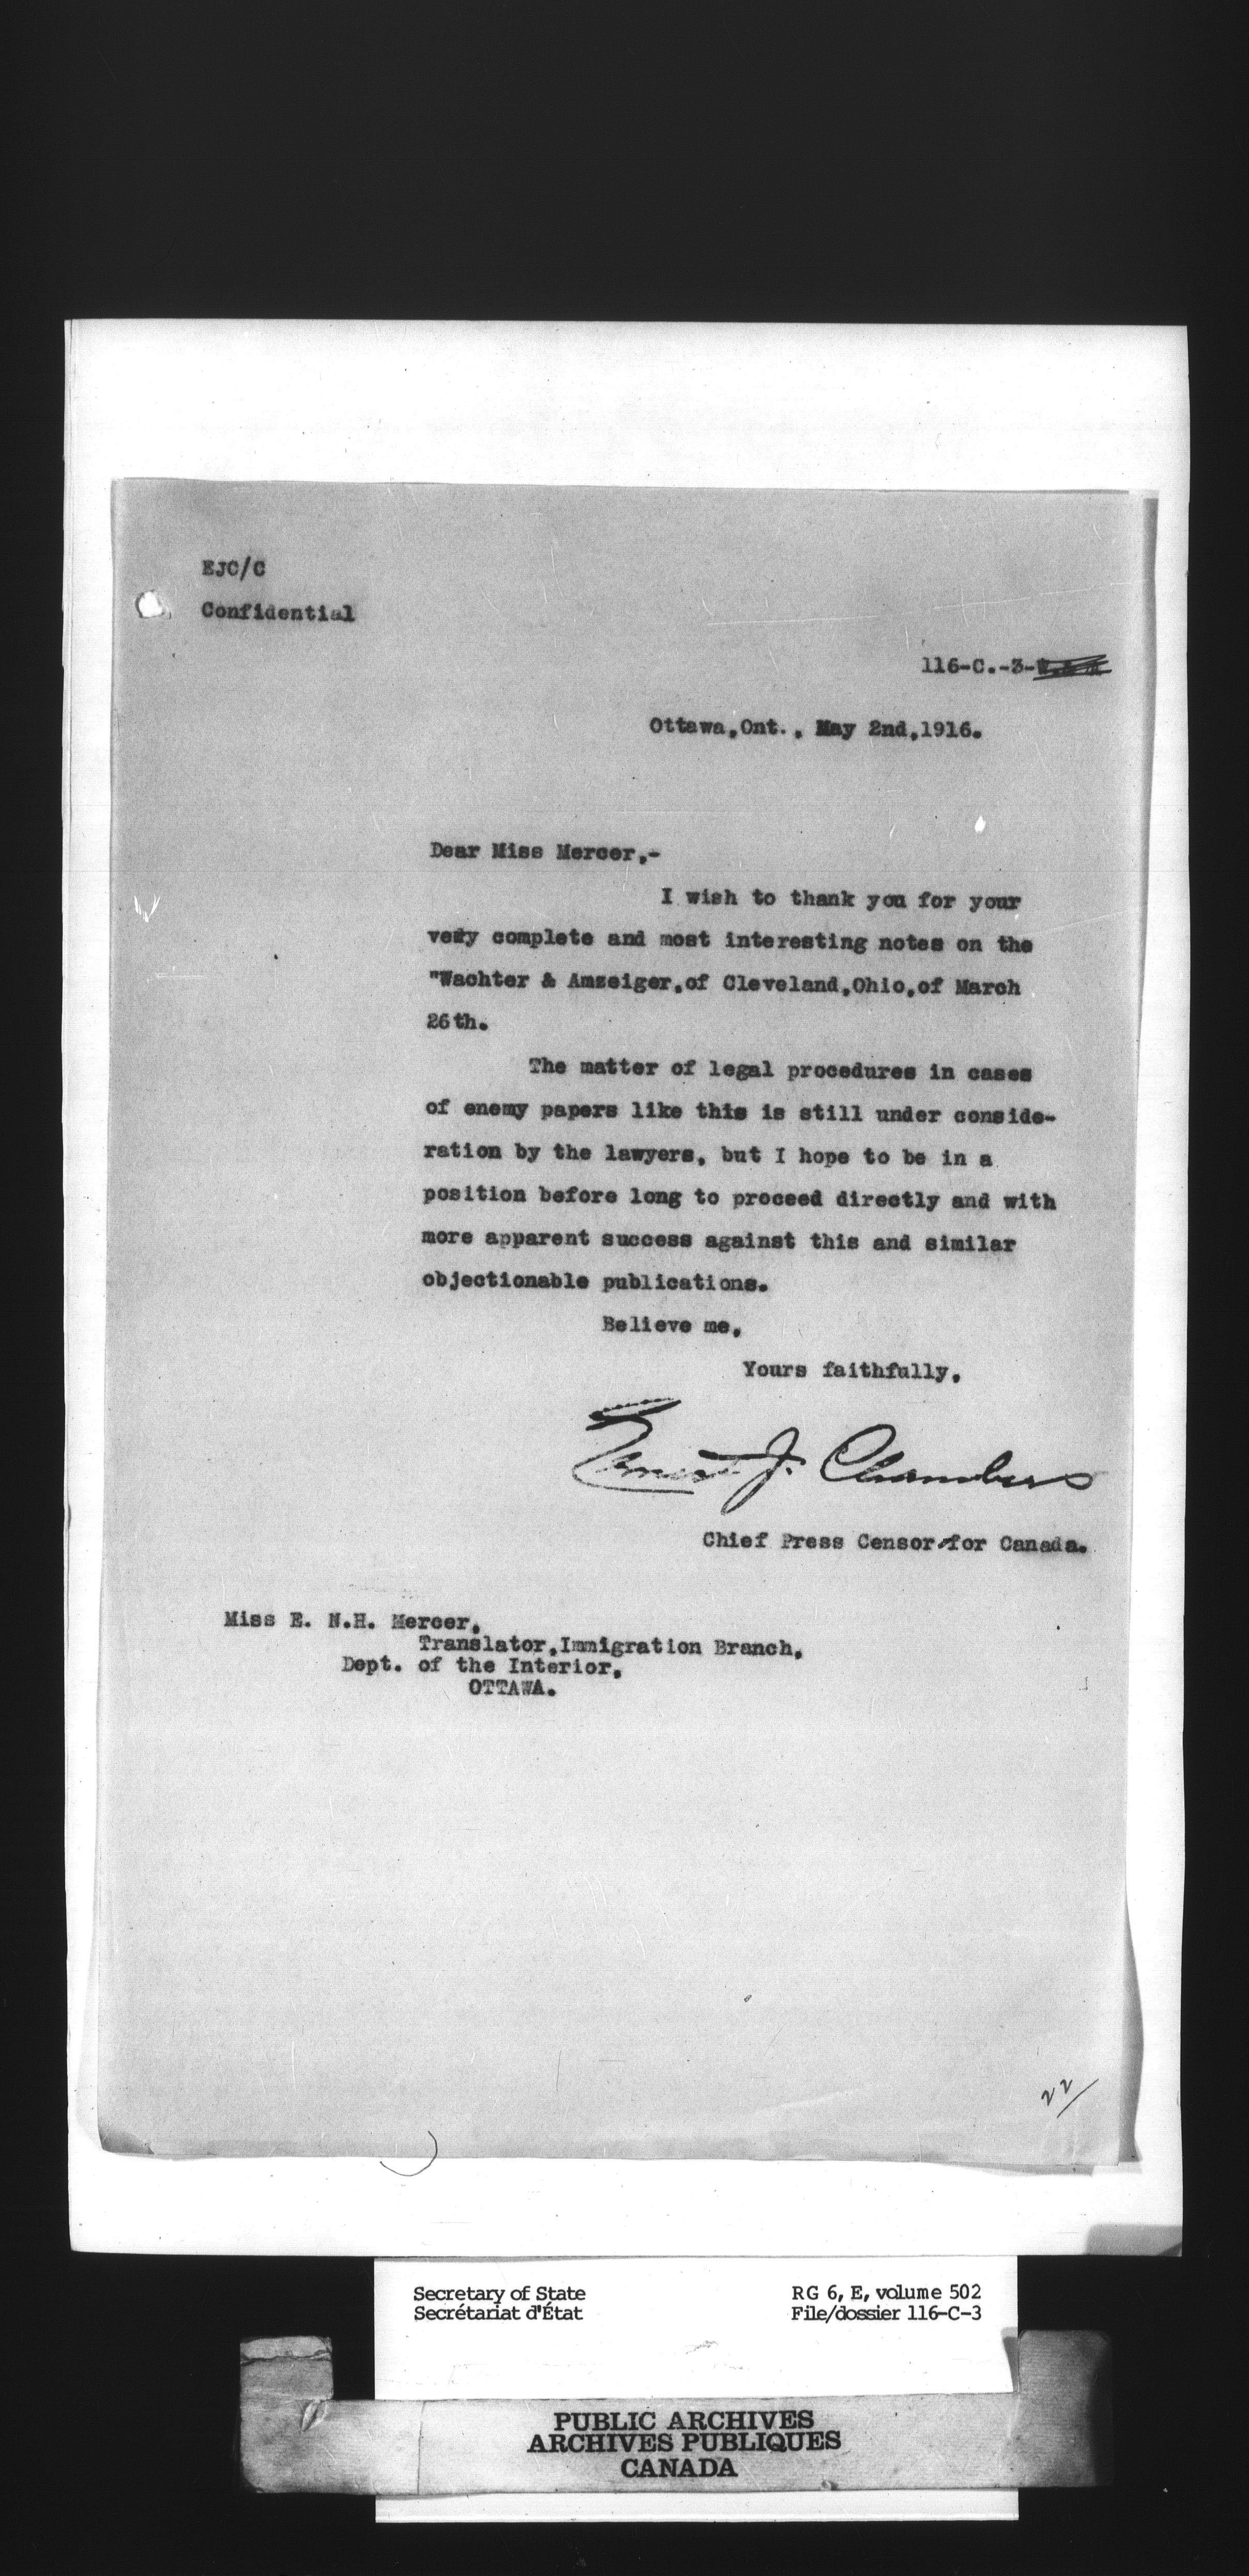 EJC/C
Confidential
116-C.-3-
Ottawa,Ont., May 2nd,1916.
Dear Miss Mercer,-
I wish to thank you for your
very complete and most interesting notes on the
"Wachter & Amzeiger,of Cleveland,Ohio,of March
26th.
The matter of legal procedures in cases
of enemy papers like this is still under conside-
ration by the lawyers, but I hope to be in a
position before long to proceed directly and with
more apparent success against this and similar
objectionable publications.
Believe me,
Yours faithfully,
Ernest J. Chambers
Chief Press Censor for Canada.
Miss E. N.H. Mercer,
Translator,Immigration Branch,
Dept. of the Interior,
OTTAWA.
22
Secretary of State
Secrétariat d'État
RG 6, E, volume 502
File/dossier 116-C-3
PUBLIC ARCHIVES
ARCHIVES PUBLIQUES
CANADA